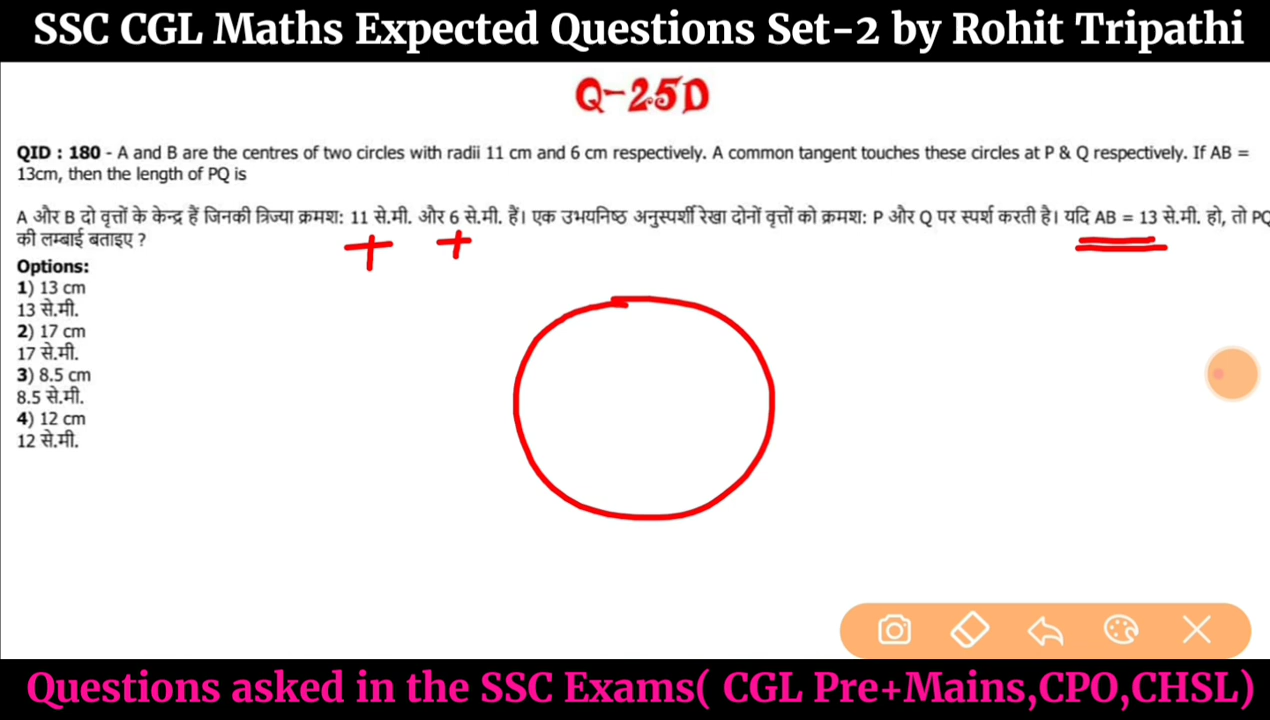 SSC CGL Maths Expected Questions Set-2 by Rohit Tripathi
Q-25D
QID : 180 - A and B are the centres of two circles with radii 11 cm and 6 cm respectively. A common tangent touches these circles at P & Q respectively. If AB =
13cm, then the length of PQ is
A और B दो वृत्तों के केन्द्र हैं जिनकी त्रिज्या क्रमश: 11 से.मी. और 6 से.मी. हैं। एक उभयनिष्ठ अनुस्पर्शी रेखा दोनों वृत्तों को क्रमश: P और Q पर स्पर्श करती है। यदि AB = 13 से.मी. हो, तो PQ
की लम्बाई बताइए ?
Options:
1) 13 cm
13 से.मी.
2) 17 cm
17 से.मी.
3) 8.5 cm
8.5 से.मी.
4) 12 cm
12 से.मी.
Questions asked in the SSC Exams( CGL Pre+Mains,CPO,CHSL)